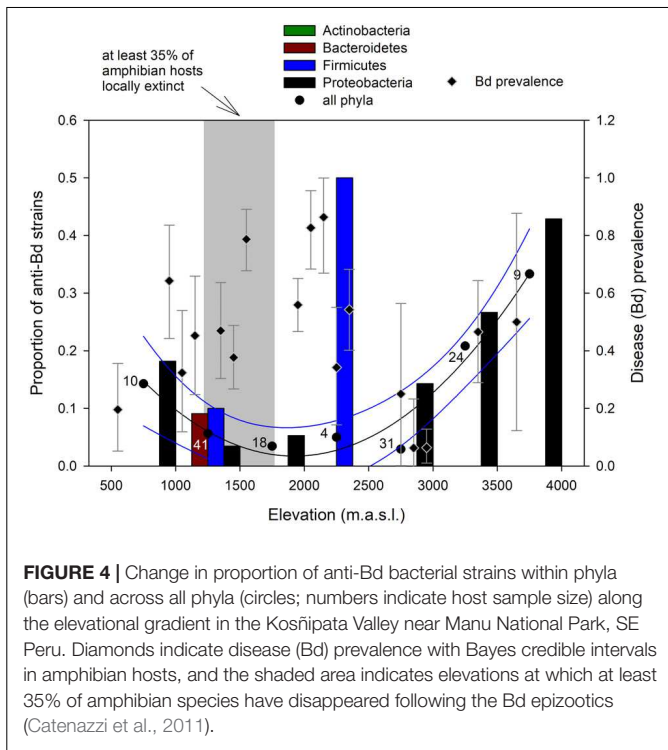 Actinobacteria
Bacteroidetes
Firmicutes
Proteobacteria
all phyla
Bd prevalence
at least 35% of
amphibian hosts
locally extinct
Proportion of anti-Bd strains
0.6
0.5
0.4
0.3
0.2
0.1
0.0
10
41
18
4
31
24
9
1.2
1.0
0.8
0.6
0.4
0.2
0.0
Disease (Bd) prevalence
500 1000 1500 2000 2500 3000 3500 4000
Elevation (m.a.s.l.)
FIGURE 4 | Change in proportion of anti-Bd bacterial strains within phyla
(bars) and across all phyla (circles; numbers indicate host sample size) along
the elevational gradient in the Kosñipata Valley near Manu National Park, SE
Peru. Diamonds indicate disease (Bd) prevalence with Bayes credible intervals
in amphibian hosts, and the shaded area indicates elevations at which at least
35% of amphibian species have disappeared following the Bd epizootics
(Catenazzi et al., 2011).